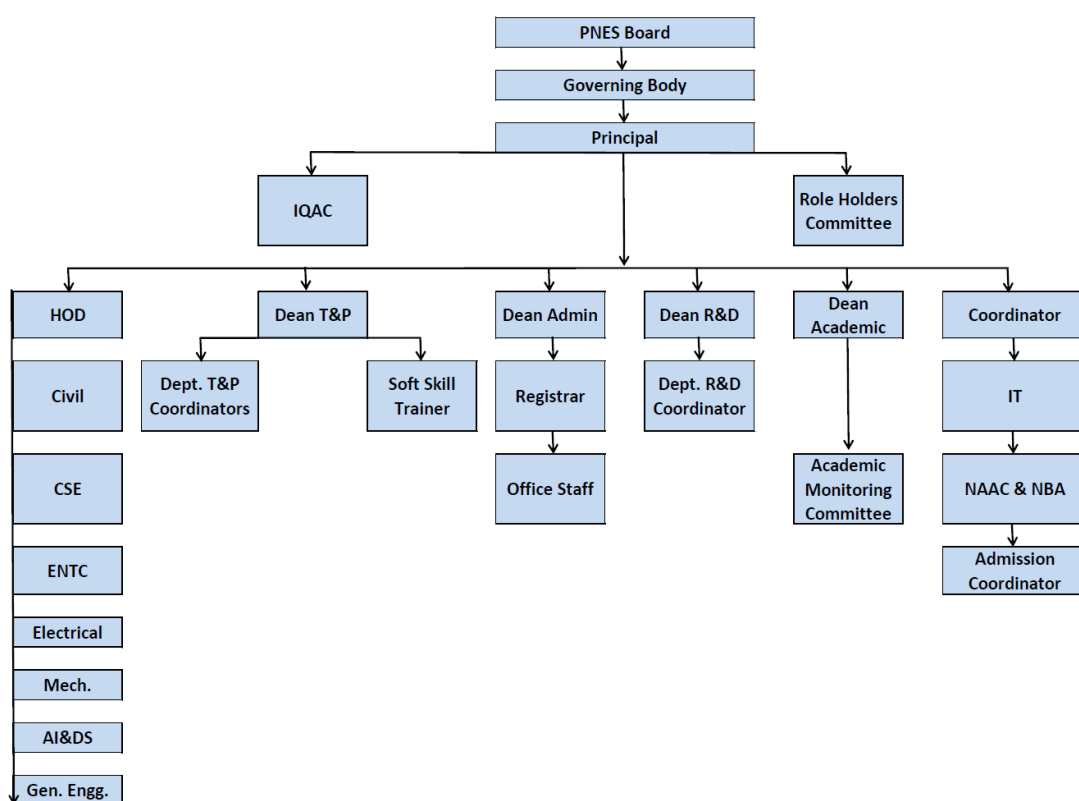 PNES Board
Governing Body
Principal
IQAC
Role Holders
Committee
HOD
Dean T&P
Dean Admin
Dean R&D
Dean
Academic
Coordinator
Civil
Dept. T&P
Coordinators
Soft Skill
Trainer
Registrar
Dept. R&D
Coordinator
IT
CSE
Office Staff
Academic
Monitoring
Committee
NAAC & NBA
ENTC
Admission
Coordinator
Electrical
Mech.
AI&DS
Gen. Engg.